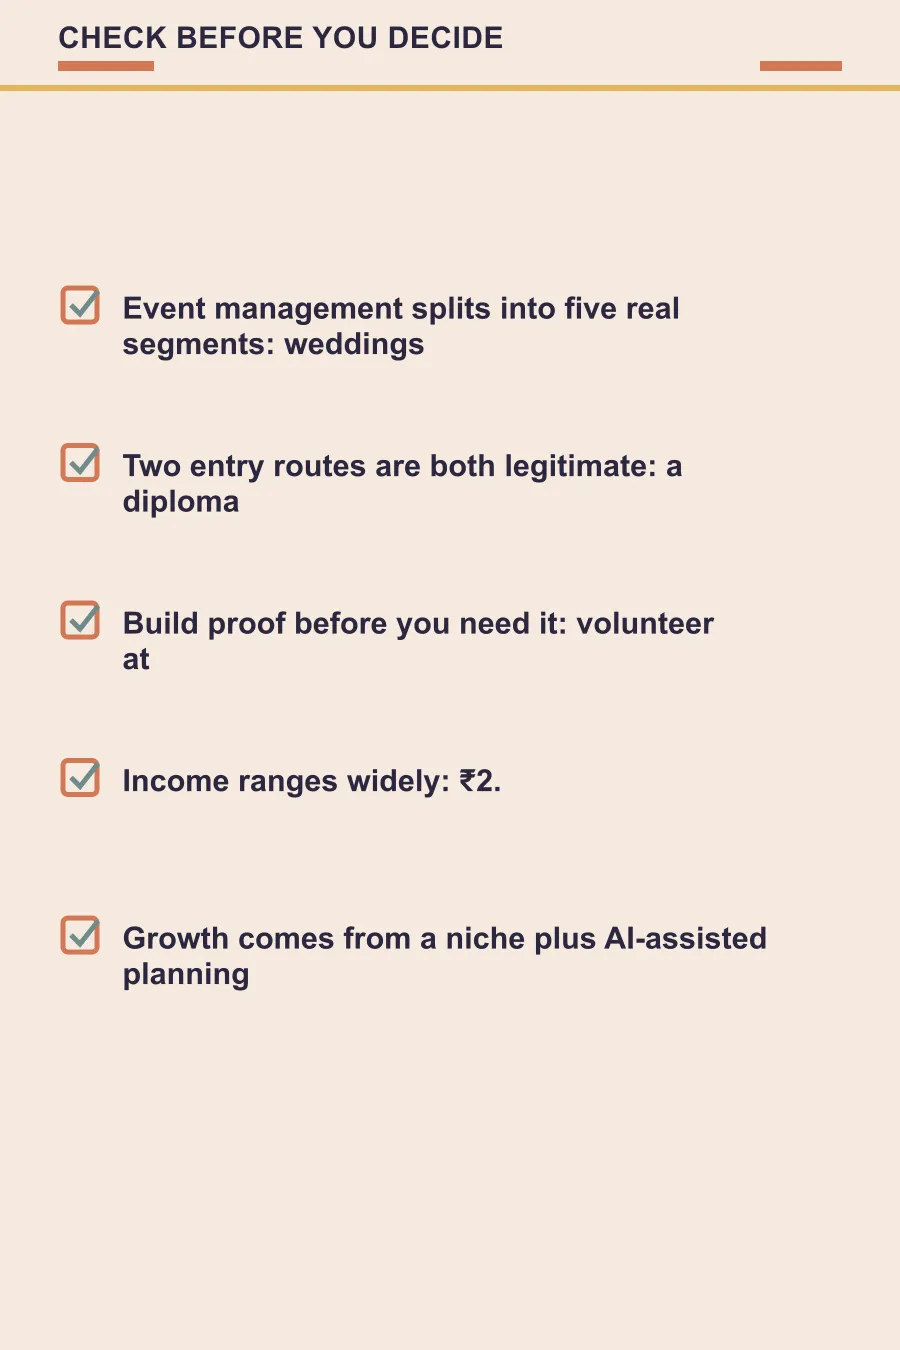 CHECK BEFORE YOU DECIDE
Event management splits into five real
segments: weddings
Two entry routes are both legitimate: a
diploma
Build proof before you need it: volunteer
at
Income ranges widely: ₹2.
Growth comes from a niche plus AI-assisted
planning